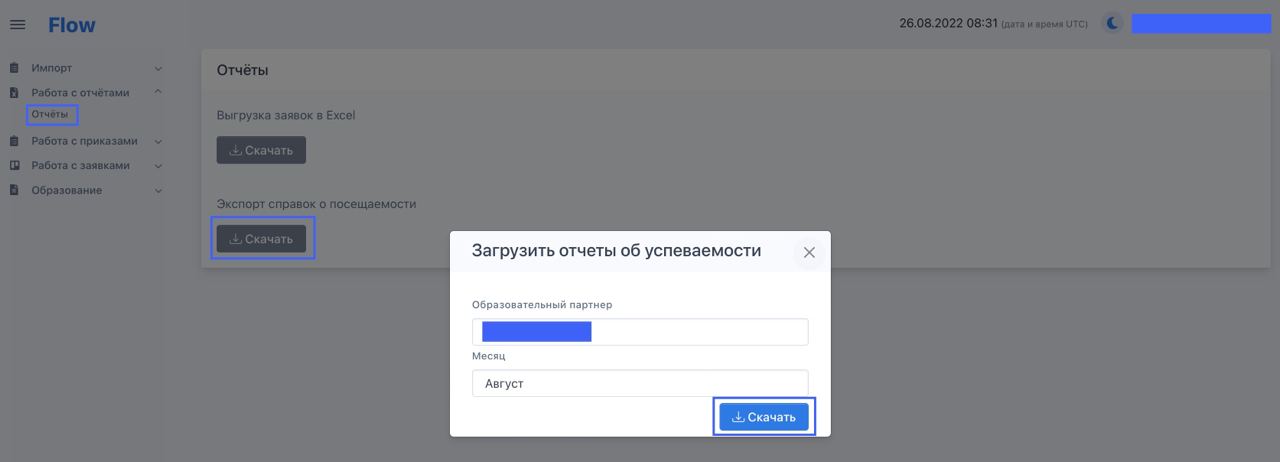 Flow
26.08.2022 08:31 (дата и время UTC)
Импорт
Работа с отчётами
Отчёты
Работа с приказами
Работа с заявками
Образование
Отчёты
Выгрузка заявок в Excel
Скачать
Экспорт справок о посещаемости
Скачать
Загрузить отчеты об успеваемости
Образовательный партнер
Месяц
Август
Скачать